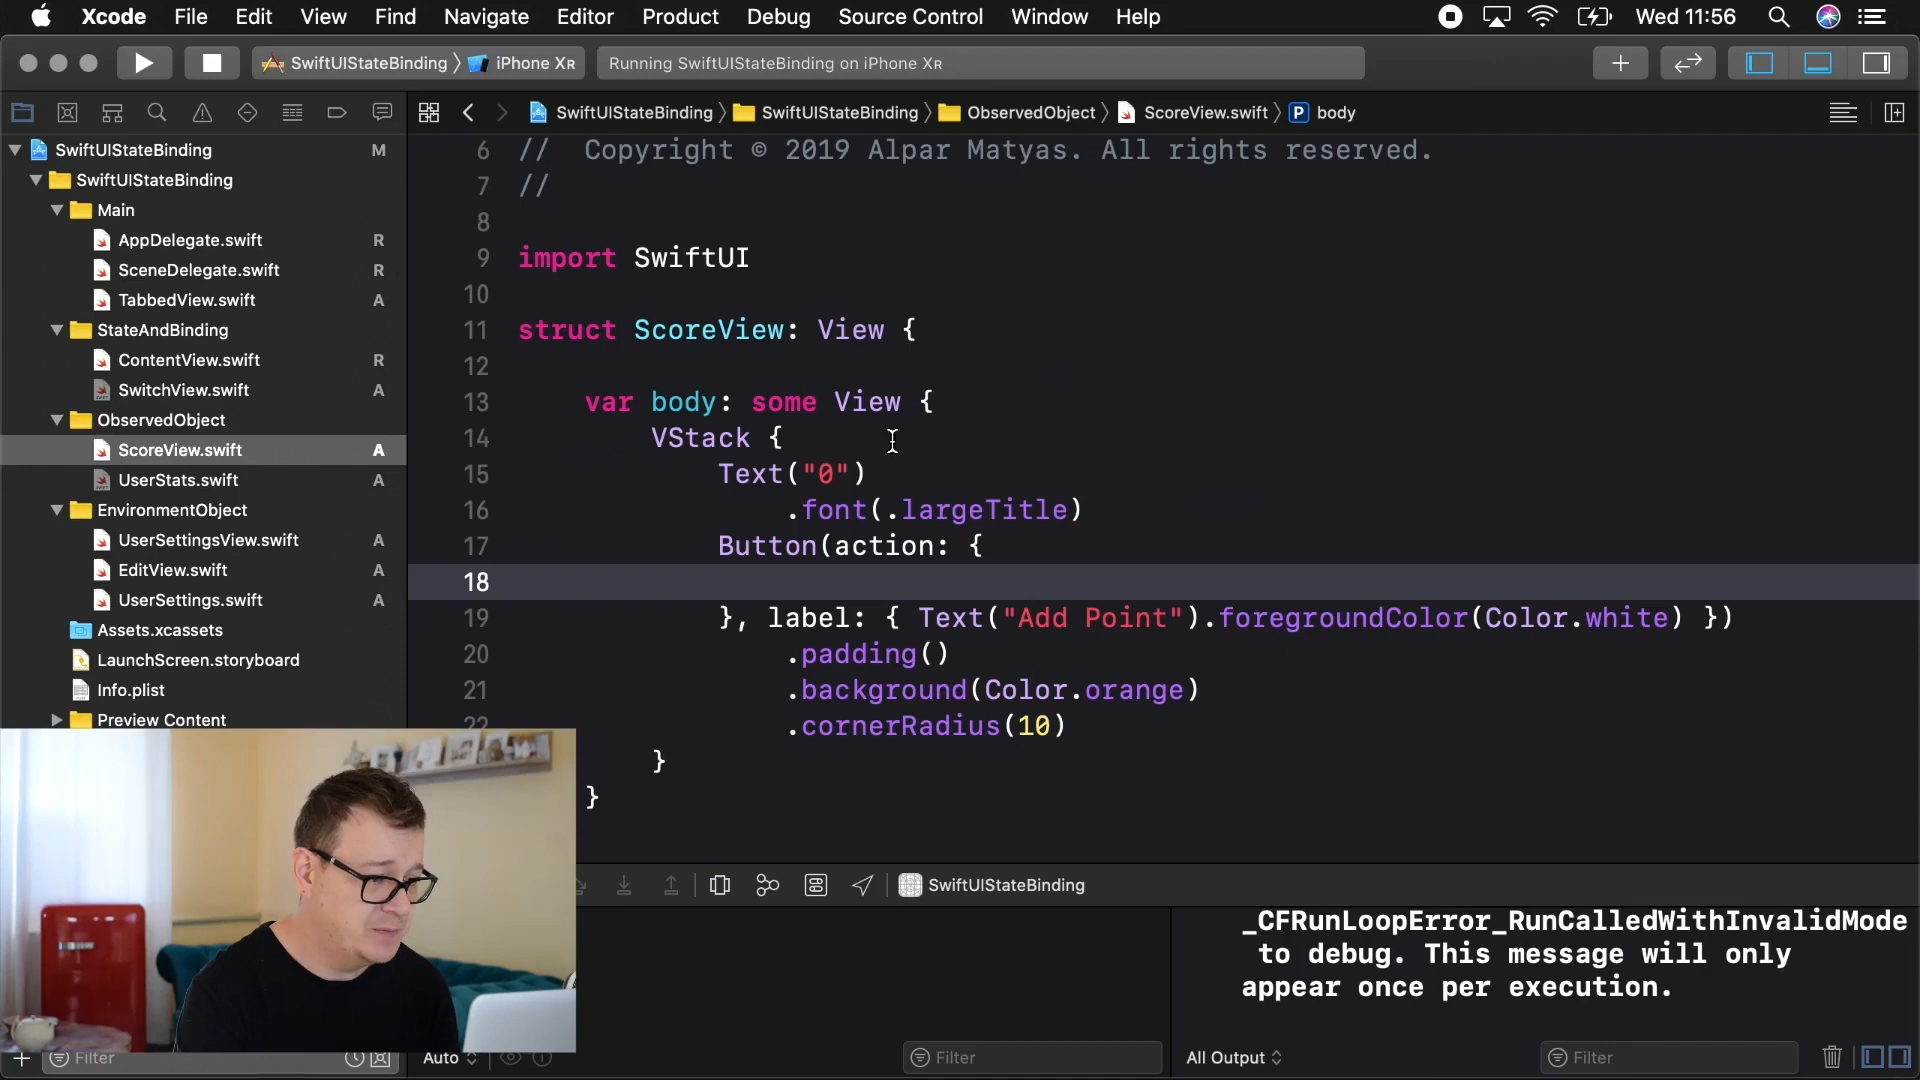 Xcode File Edit View Find Navigate Editor Product Debug Source Control Window Help Wed 11:56
SwiftUIStateBinding iPhone Xʀ Running SwiftUIStateBinding on iPhone Xʀ
SwiftUIStateBinding SwiftUIStateBinding ObservedObject ScoreView.swift P body
SwiftUIStateBinding M
SwiftUIStateBinding
Main
AppDelegate.swift R
SceneDelegate.swift R
TabbedView.swift A
StateAndBinding
ContentView.swift R
SwitchView.swift A
ObservedObject
ScoreView.swift A
UserStats.swift A
EnvironmentObject
UserSettingsView.swift A
EditView.swift A
UserSettings.swift A
Assets.xcassets
LaunchScreen.storyboard
Info.plist
Preview Content
6 //  Copyright © 2019 Alpar Matyas. All rights reserved.
7 //
8
9 import SwiftUI
10
11 struct ScoreView: View {
12
13 var body: some View {
14 VStack {
15 Text("0")
16 .font(.largeTitle)
17 Button(action: {
18
19 }, label: { Text("Add Point").foregroundColor(Color.white) })
20 .padding()
21 .background(Color.orange)
22 .cornerRadius(10)
}
}
SwiftUIStateBinding
_CFRunLoopError_RunCalledWithInvalidMode
to debug. This message will only
appear once per execution.
Filter Auto Filter All Output Filter